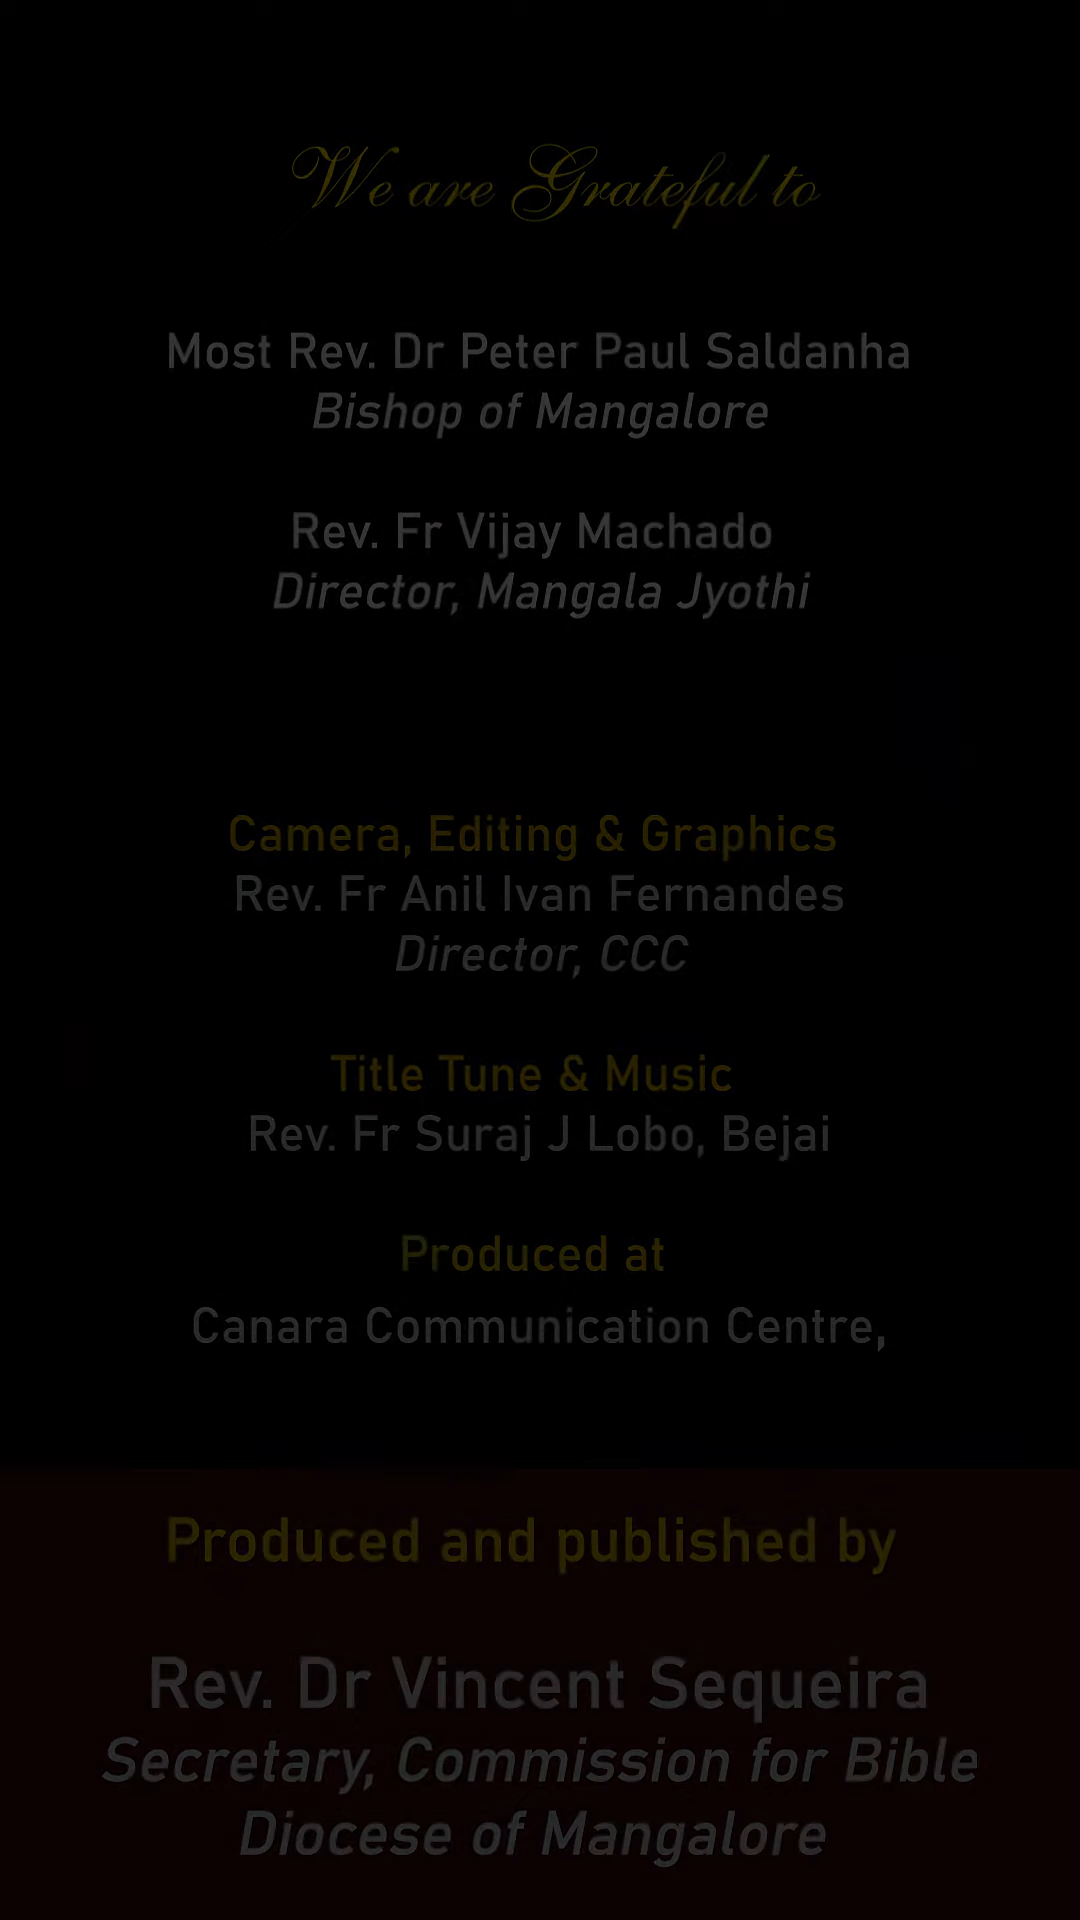 We are Grateful to
Most Rev. Dr Peter Paul Saldanha
Bishop of Mangalore
Rev. Fr Vijay Machado
Director, Mangala Jyothi
Camera, Editing & Graphics
Rev. Fr Anil Ivan Fernandes
Director, CCC
Title Tune & Music
Rev. Fr Suraj J Lobo, Bejai
Produced at
Canara Communication Centre,
Produced and published by
Rev. Dr Vincent Sequeira
Secretary, Commission for Bible
Diocese of Mangalore